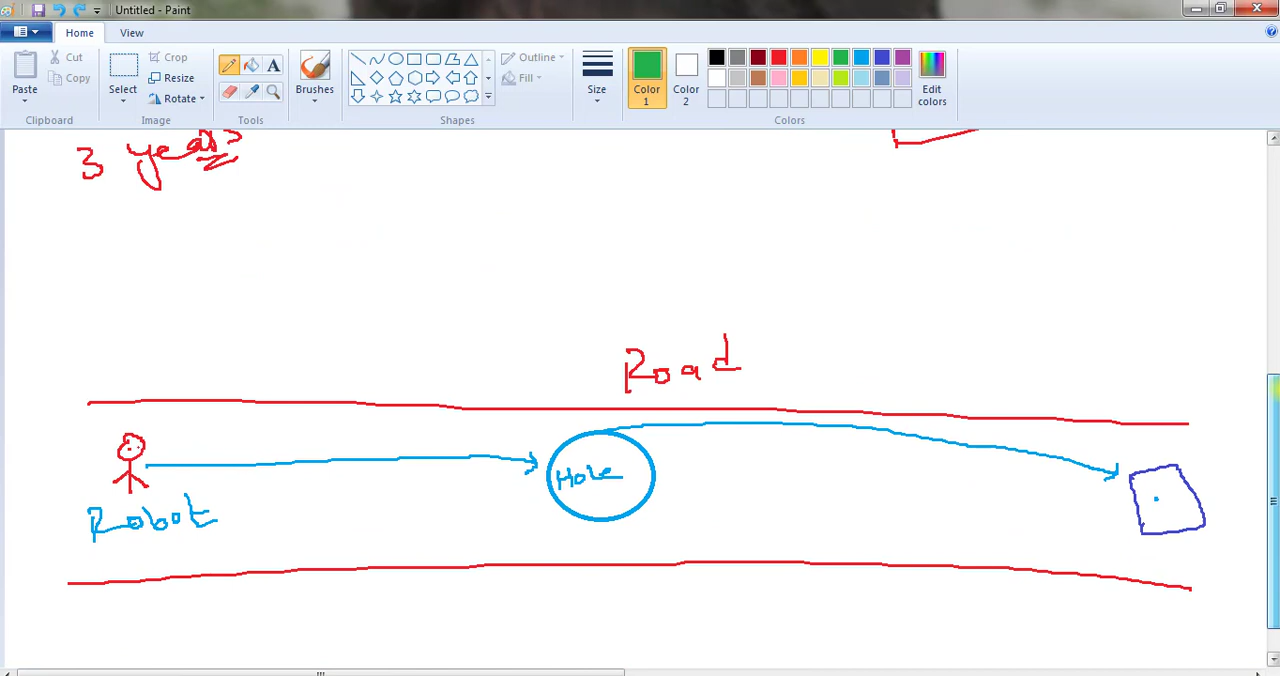 Untitled - Paint
Home View
Cut
Copy
Paste
Clipboard
Select
Crop
Resize
Rotate
Image
Tools
Brushes
Shapes
Outline
Fill
Size
Color 1
Color 2
Edit colors
Colors
3 years
Road
Hole
Robot